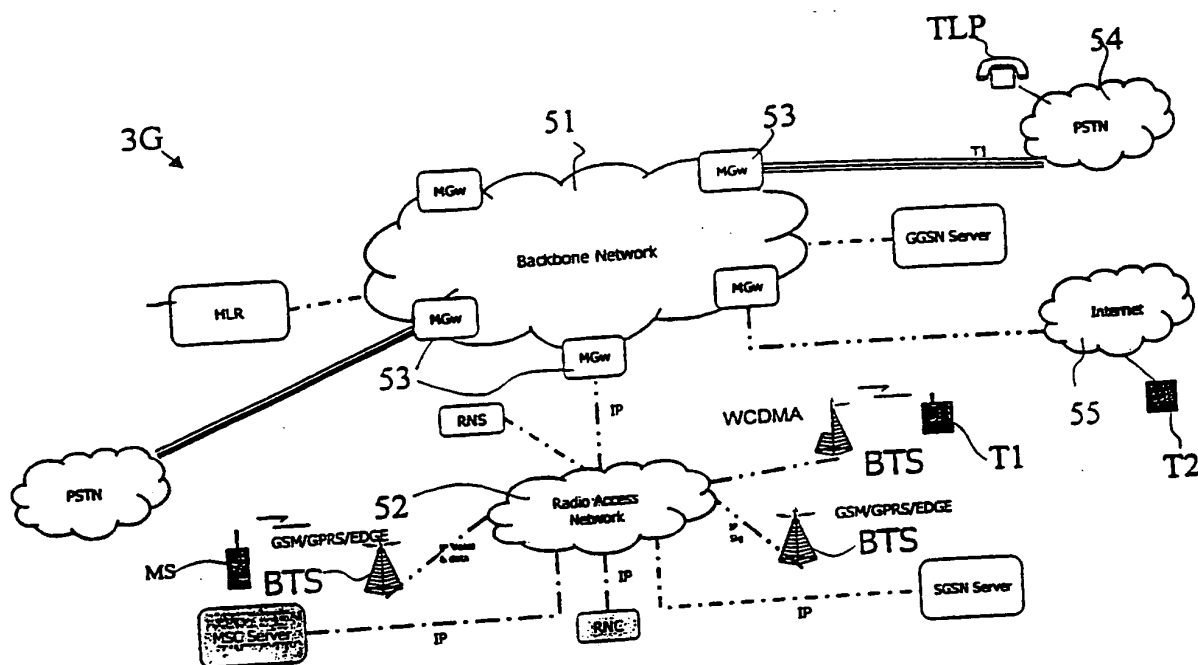 TLP
54
PSTN
51
53
3G
T1
MGw
MGw
GGSN Server
Backbone Network
MGw
HLR
MGw
Internet
MGw
53
RNS
IP
WCDMA
55
BTS
T1
T2
PSTN
52
Radio Access
Network
GSM/GPRS/EDGE
GSM/GPRS/EDGE
BTS
MS
BTS
& data
IP
SGSN Server
MSC Server
IP
RNC
IP